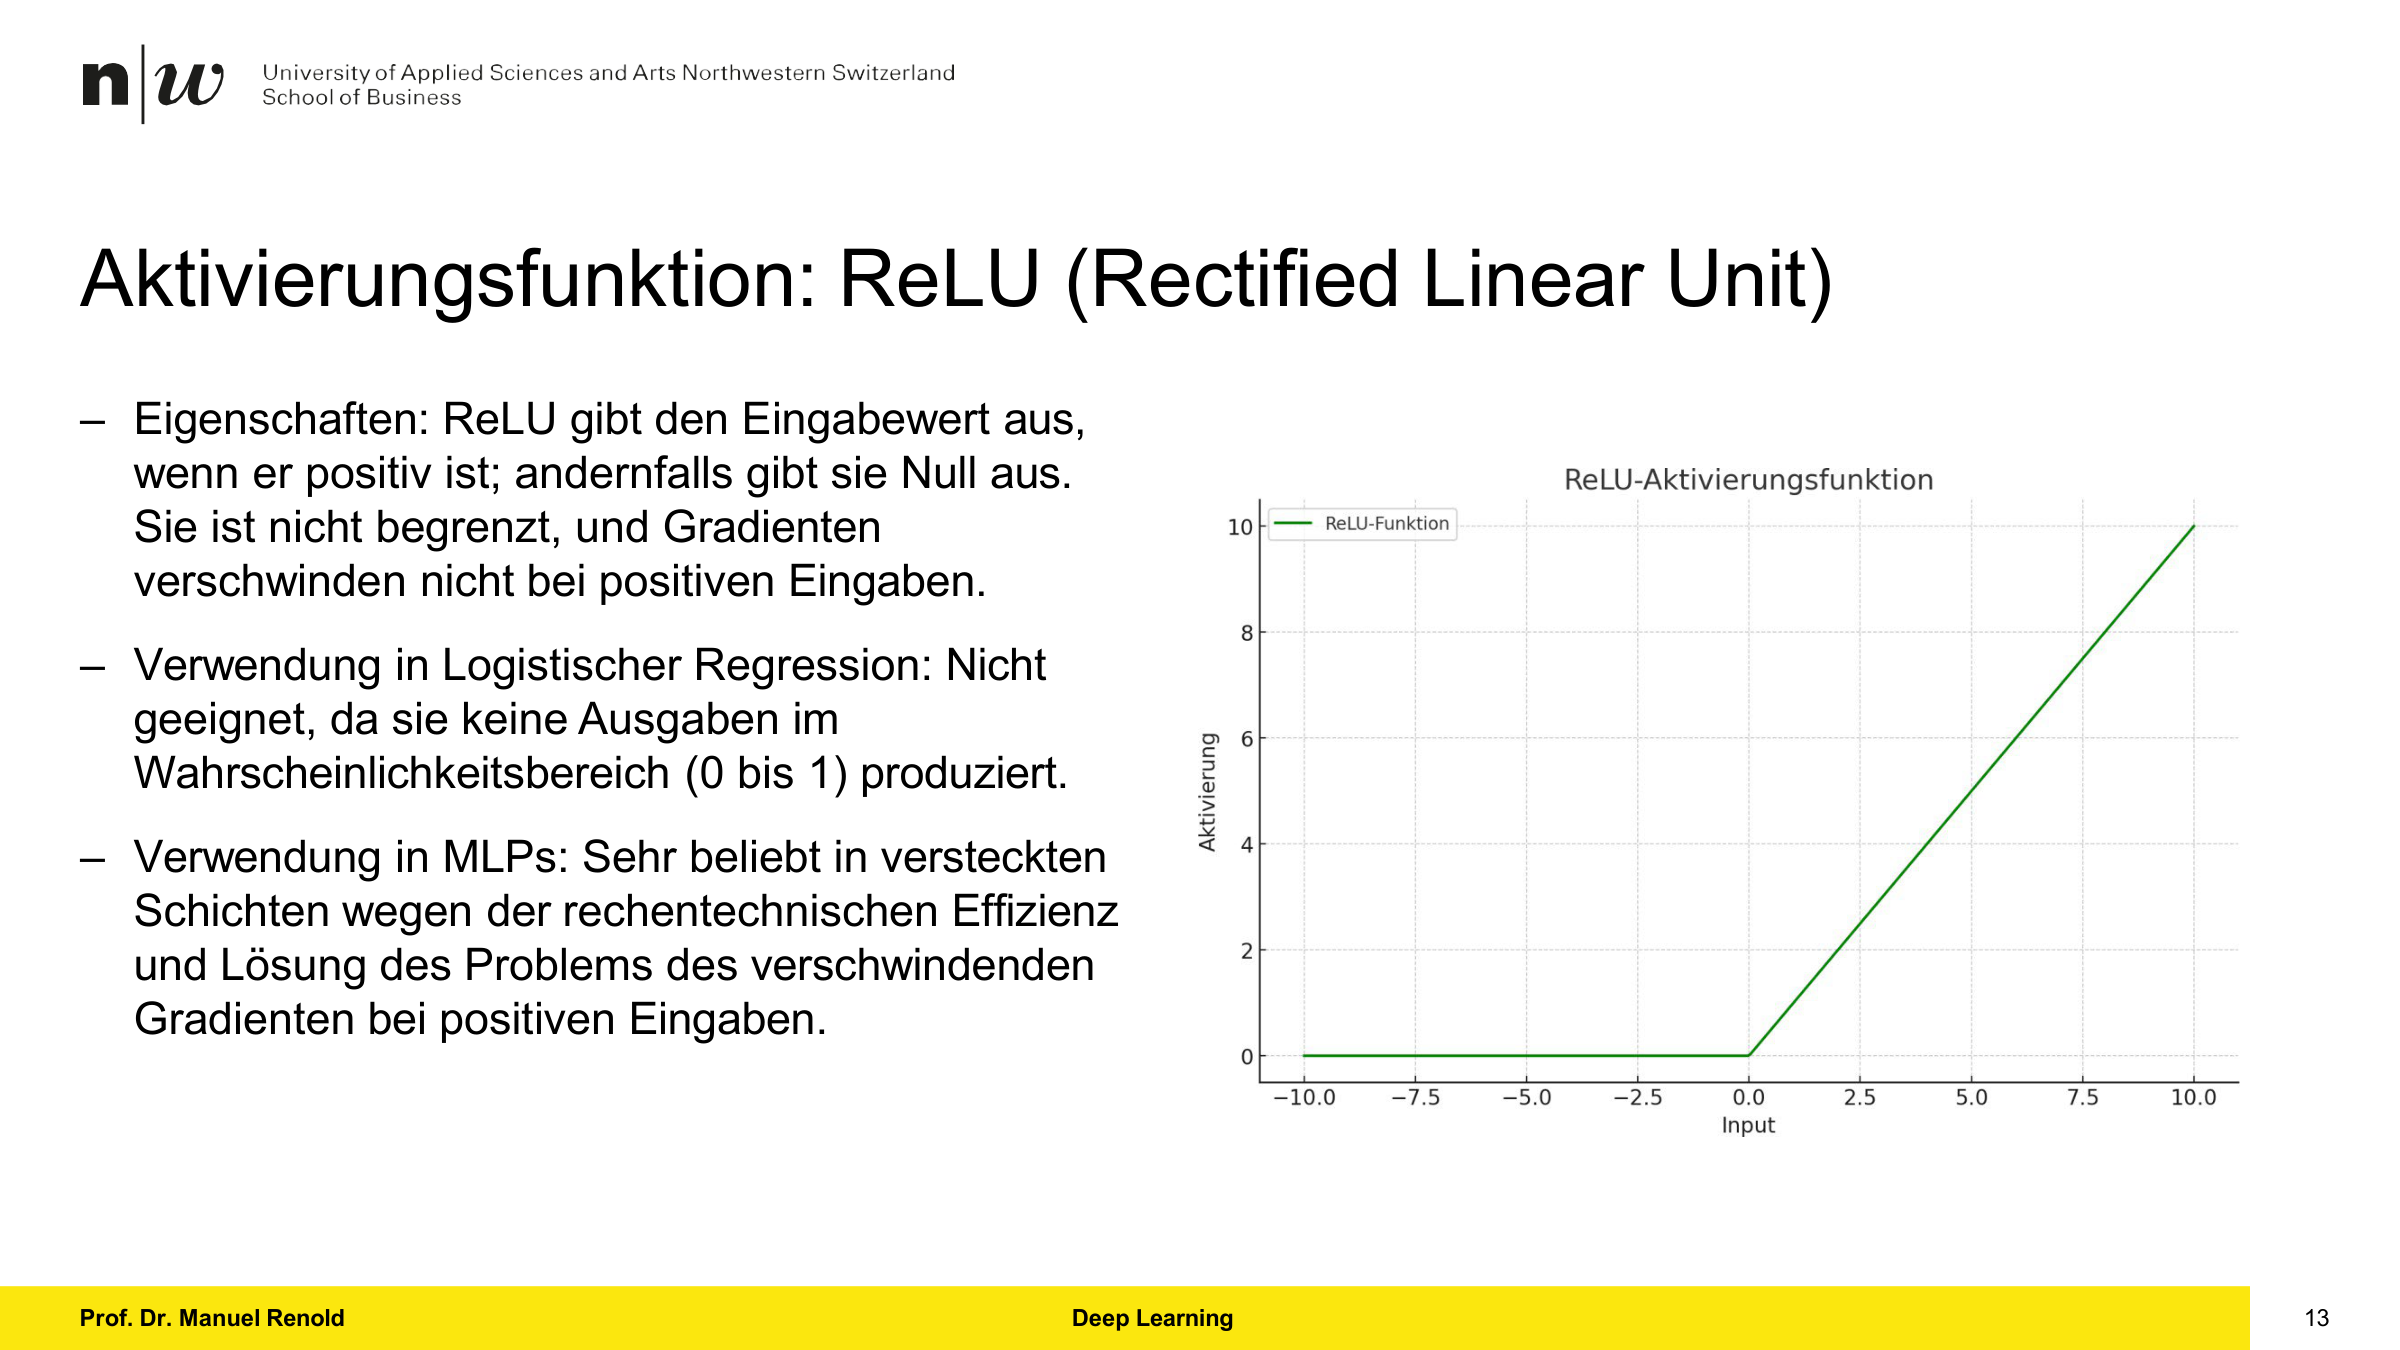 n|w University of Applied Sciences and Arts Northwestern Switzerland
School of Business
Aktivierungsfunktion: ReLU (Rectified Linear Unit)
– Eigenschaften: ReLU gibt den Eingabewert aus,
wenn er positiv ist; andernfalls gibt sie Null aus.
Sie ist nicht begrenzt, und Gradienten
verschwinden nicht bei positiven Eingaben.
– Verwendung in Logistischer Regression: Nicht
geeignet, da sie keine Ausgaben im
Wahrscheinlichkeitsbereich (0 bis 1) produziert.
– Verwendung in MLPs: Sehr beliebt in versteckten
Schichten wegen der rechentechnischen Effizienz
und Lösung des Problems des verschwindenden
Gradienten bei positiven Eingaben.
ReLU-Aktivierungsfunktion
ReLU-Funktion
Aktivierung
10
8
6
4
2
0
−10.0 −7.5 −5.0 −2.5 0.0 2.5 5.0 7.5 10.0
Input
Prof. Dr. Manuel Renold Deep Learning 13